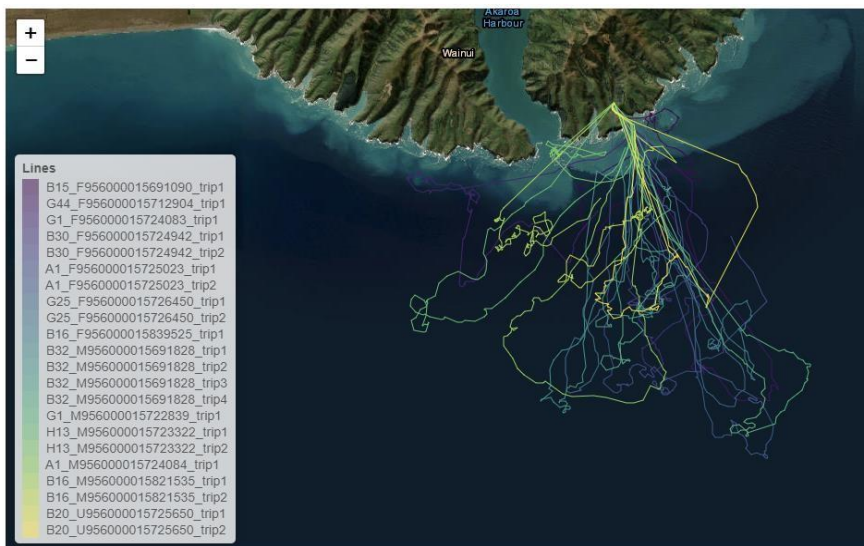 Akaroa
Harbour
Wainui
+
−
Lines
B15_F956000015691090_trip1
G44_F956000015712904_trip1
G1_F956000015724083_trip1
B30_F956000015724942_trip1
B30_F956000015724942_trip2
A1_F956000015725023_trip1
A1_F956000015725023_trip2
G25_F956000015726450_trip1
G25_F956000015726450_trip2
B16_F956000015839525_trip1
B32_M956000015691828_trip1
B32_M956000015691828_trip2
B32_M956000015691828_trip3
B32_M956000015691828_trip4
G1_M956000015722839_trip1
H13_M956000015723322_trip1
H13_M956000015723322_trip2
A1_M956000015724084_trip1
B16_M956000015821535_trip1
B16_M956000015821535_trip2
B20_U956000015725650_trip1
B20_U956000015725650_trip2